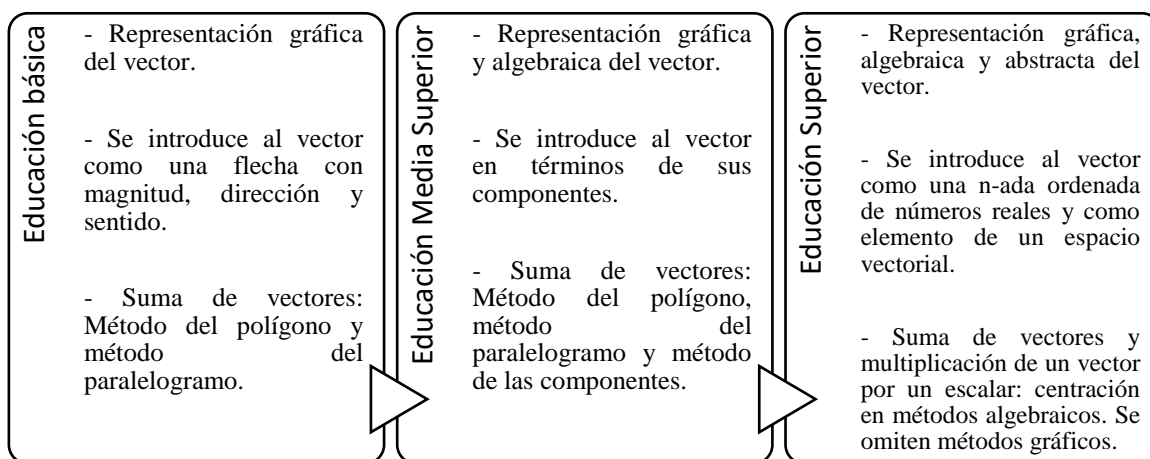 Educación básica
- Representación gráfica
del vector.
- Se introduce al vector
como una flecha con
magnitud, dirección y
sentido.
- Suma de vectores:
Método del polígono y
método del
paralelogramo.
Educación Media Superior
- Representación gráfica
y algebraica del vector.
- Se introduce al vector
en términos de sus
componentes.
- Suma de vectores:
Método del polígono,
método del
paralelogramo y método
de las componentes.
Educación Superior
- Representación gráfica,
algebraica y abstracta del
vector.
- Se introduce al vector
como una n-ada ordenada
de números reales y como
elemento de un espacio
vectorial.
- Suma de vectores y
multiplicación de un vector
por un escalar: centración
en métodos algebraicos. Se
omiten métodos gráficos.